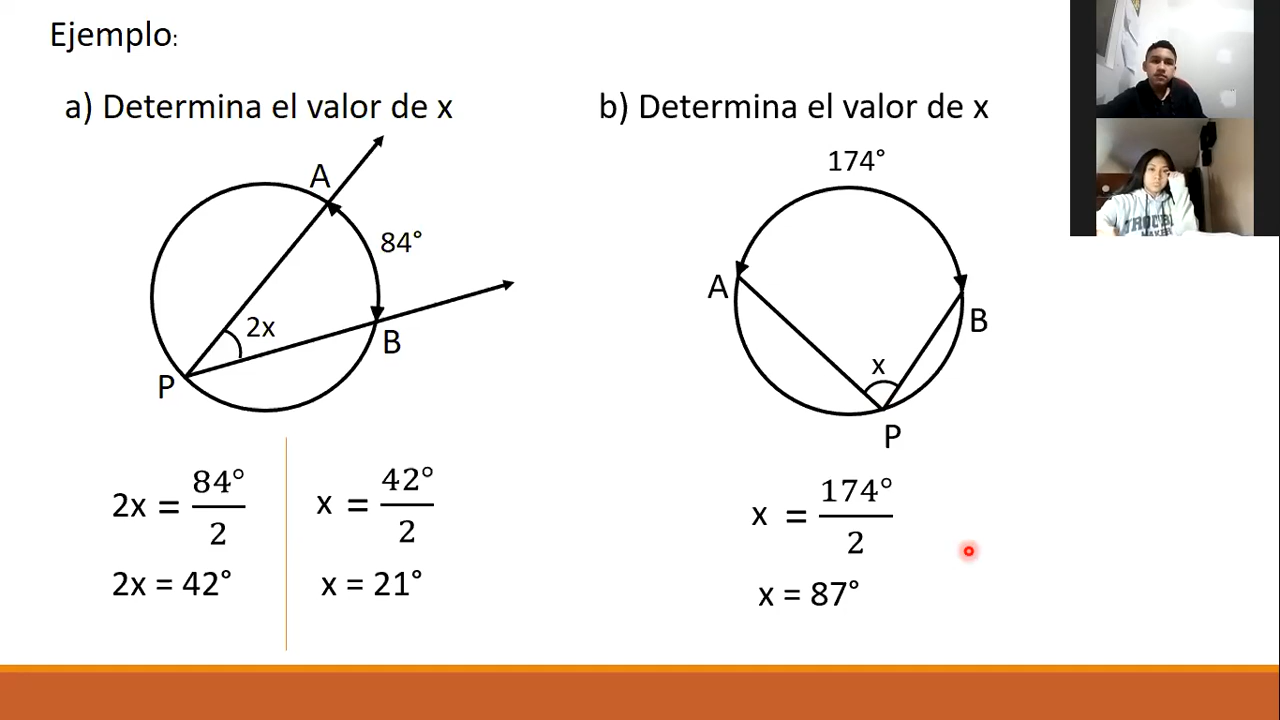 Ejemplo:
a) Determina el valor de x
A
84°
2x
B
P
2x = 84°/2
2x = 42°
x = 42°/2
x = 21°
b) Determina el valor de x
174°
A
B
x
P
x = 174°/2
x = 87°